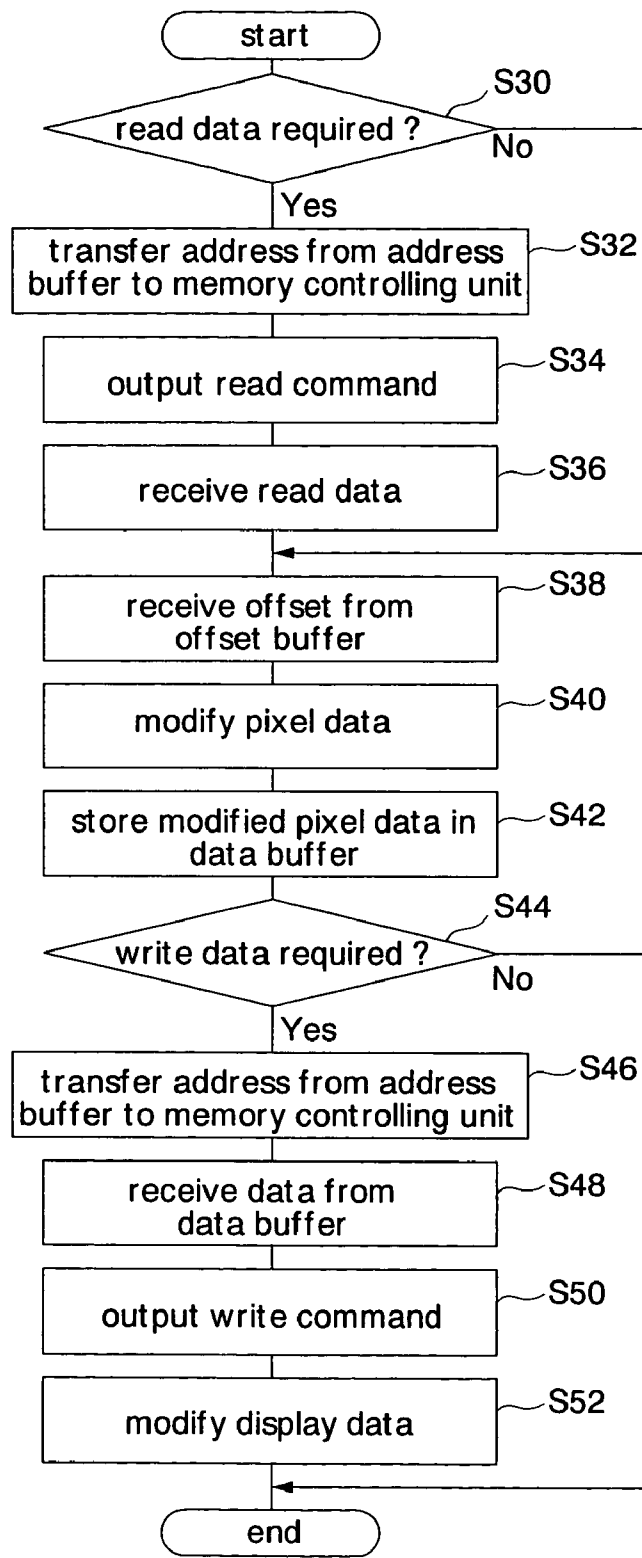 start
S30
read data required ?
No
Yes
transfer address from address
buffer to memory controlling unit
S32
output read command
S34
receive read data
S36
receive offset from
offset buffer
S38
modify pixel data
S40
store modified pixel data in
data buffer
S42
S44
write data required ?
No
Yes
transfer address from address
buffer to memory controlling unit
S46
receive data from
data buffer
S48
output write command
S50
modify display data
S52
end